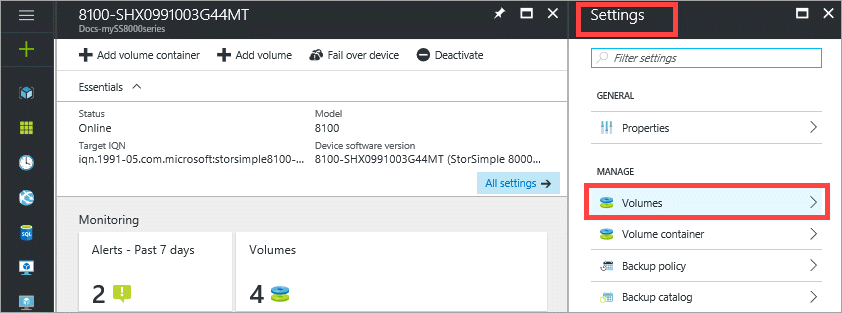 8100-SHX0991003G44MT
Docs-mySS8000series
Add volume container Add volume Fail over device Deactivate
Essentials
Status Model
Online 8100
Target IQN Device software version
iqn.1991-05.com.microsoft:storsimple8100-... 8100-SHX0991003G44MT (StorSimple 8000...
All settings
Monitoring
Alerts - Past 7 days Volumes
2 4
SQL
Settings
Filter settings
GENERAL
Properties
MANAGE
Volumes
Volume container
Backup policy
Backup catalog